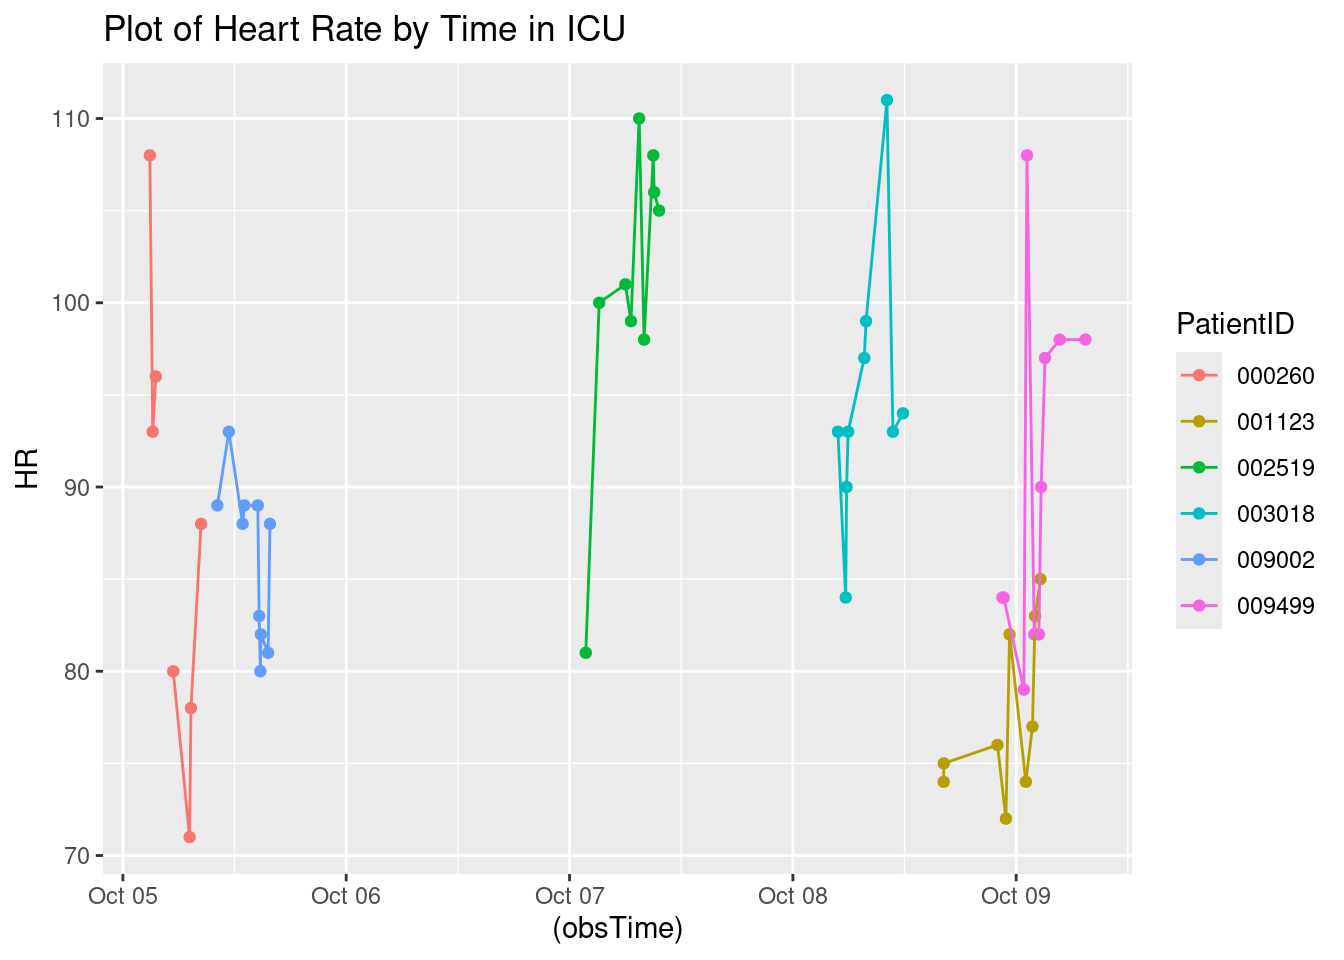 Plot of Heart Rate by Time in ICU
110
100
90
80
70
HR
Oct 05
Oct 06
Oct 07
Oct 08
Oct 09
(obsTime)
PatientID
000260
001123
002519
003018
009002
009499